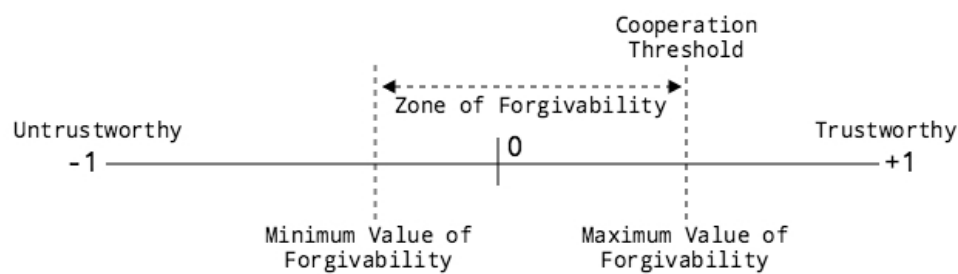 Cooperation
Threshold
Zone of Forgivability
Untrustworthy
Trustworthy
-1
0
+1
Minimum Value of
Forgivability
Maximum Value of
Forgivability